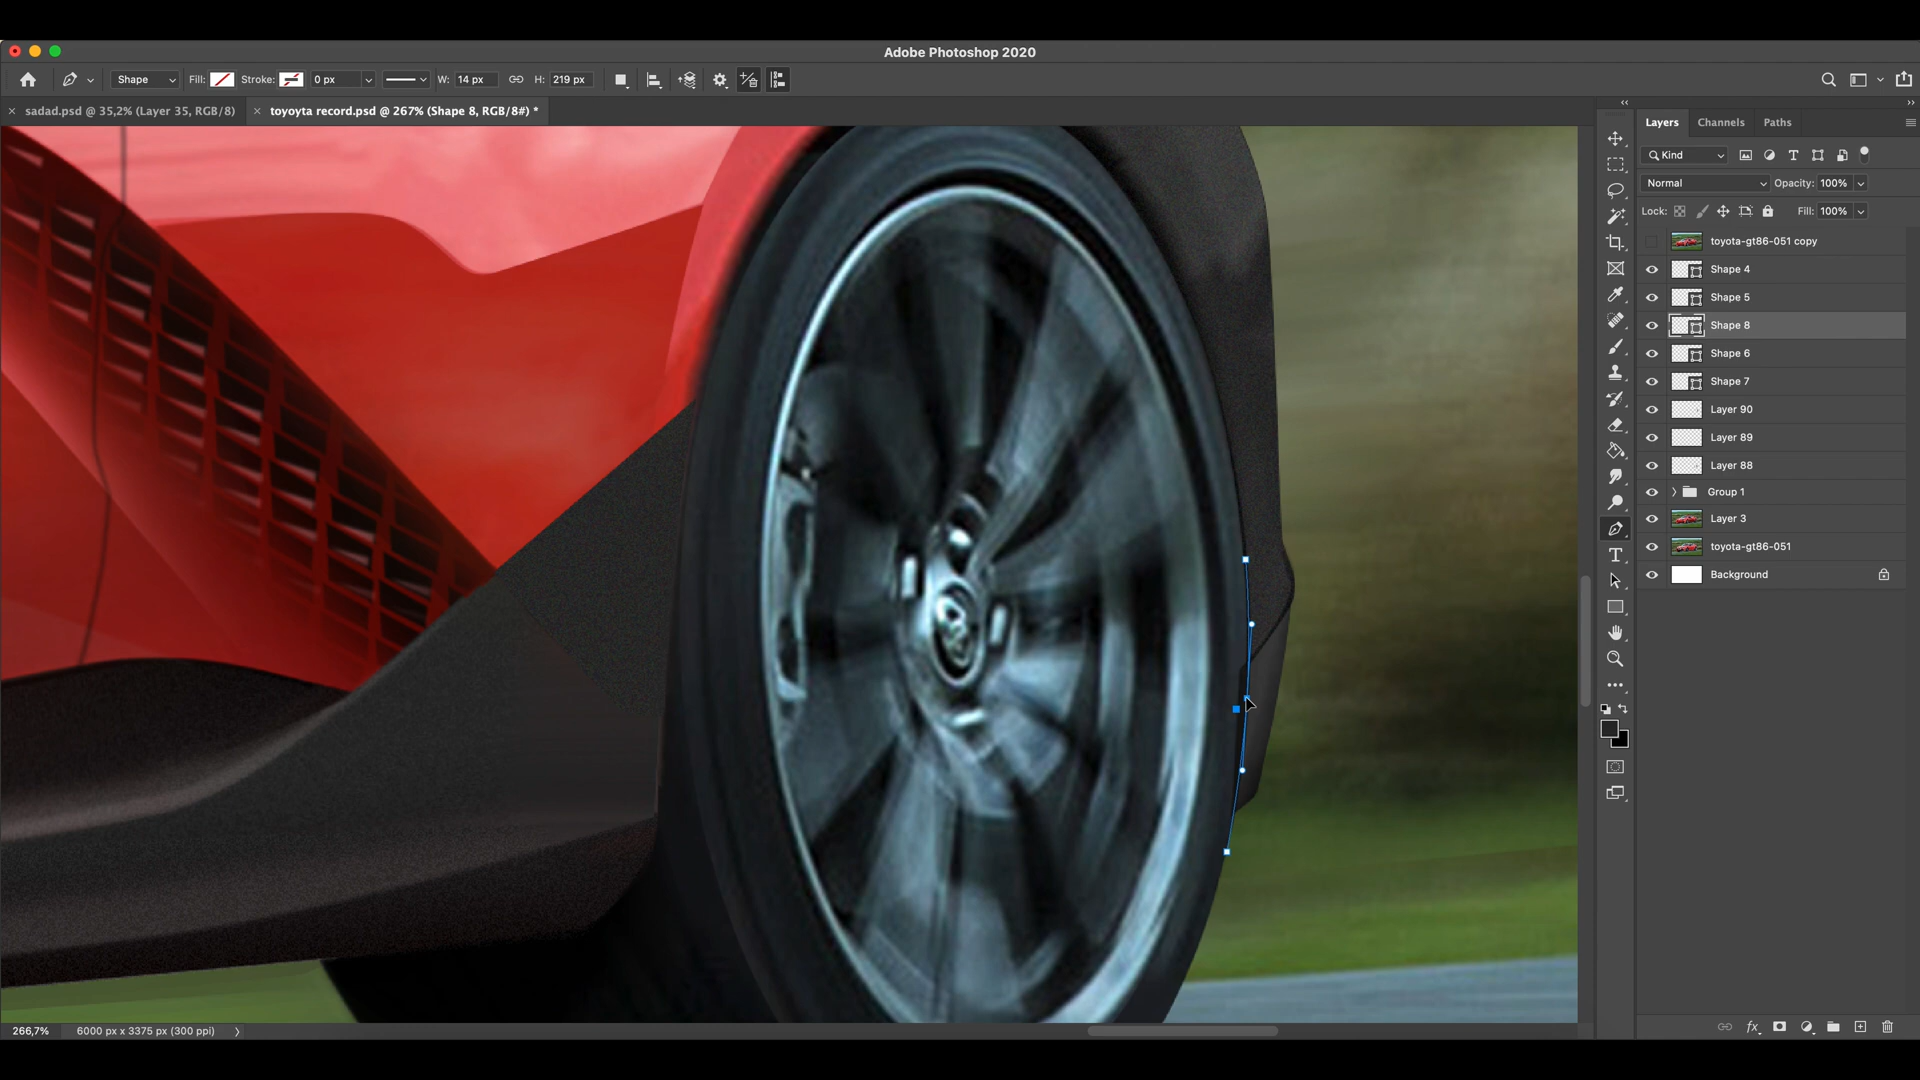 Adobe Photoshop 2020
Shape Fill: Stroke: 0 px W: 14 px H: 219 px
× sadad.psd @ 35,2% (Layer 35, RGB/8) × toyoyta record.psd @ 267% (Shape 8, RGB/8#) *
Layers Channels Paths
Kind
Normal Opacity: 100%
Lock: Fill: 100%
toyota-gt86-051 copy
Shape 4
Shape 5
Shape 8
Shape 6
Shape 7
Layer 90
Layer 89
Layer 88
Group 1
Layer 3
toyota-gt86-051
Background
266,7% 6000 px x 3375 px (300 ppi)